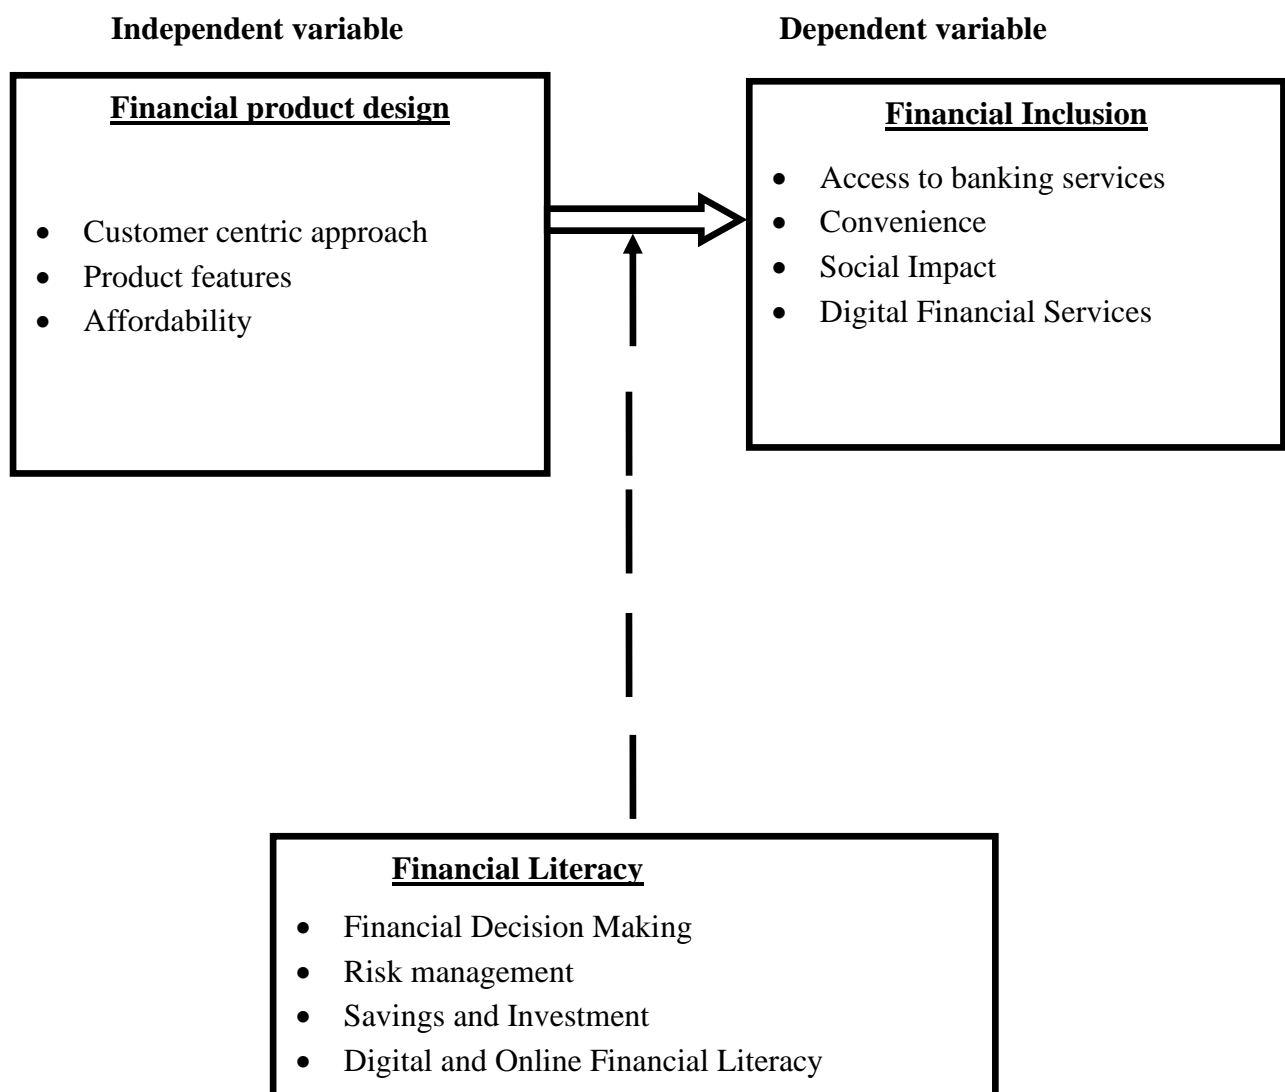 Independent variable
Dependent variable
Financial product design
• Customer centric approach
• Product features
• Affordability
Financial Inclusion
• Access to banking services
• Convenience
• Social Impact
• Digital Financial Services
Financial Literacy
• Financial Decision Making
• Risk management
• Savings and Investment
• Digital and Online Financial Literacy